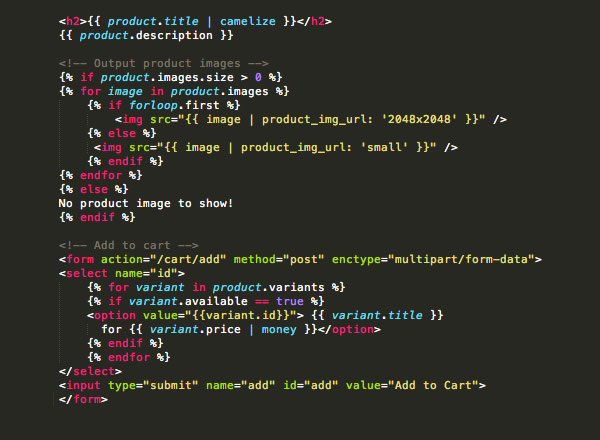 <h2>{{ product.title | camelize }}</h2>
{{ product.description }}
<!-- Output product images -->
{% if product.images.size > 0 %}
{% for image in product.images %}
{% if forloop.first %}
<img src="{{ image | product_img_url: '2048x2048' }}" />
{% else %}
<img src="{{ image | product_img_url: 'small' }}" />
{% endif %}
{% endfor %}
{% else %}
No product image to show!
{% endif %}
<!-- Add to cart -->
<form action="/cart/add" method="post" enctype="multipart/form-data">
<select name="id">
{% for variant in product.variants %}
{% if variant.available == true %}
<option value="{{variant.id}}"> {{ variant.title }}
for {{ variant.price | money }}</option>
{% endif %}
{% endfor %}
</select>
<input type="submit" name="add" id="add" value="Add to Cart">
</form>